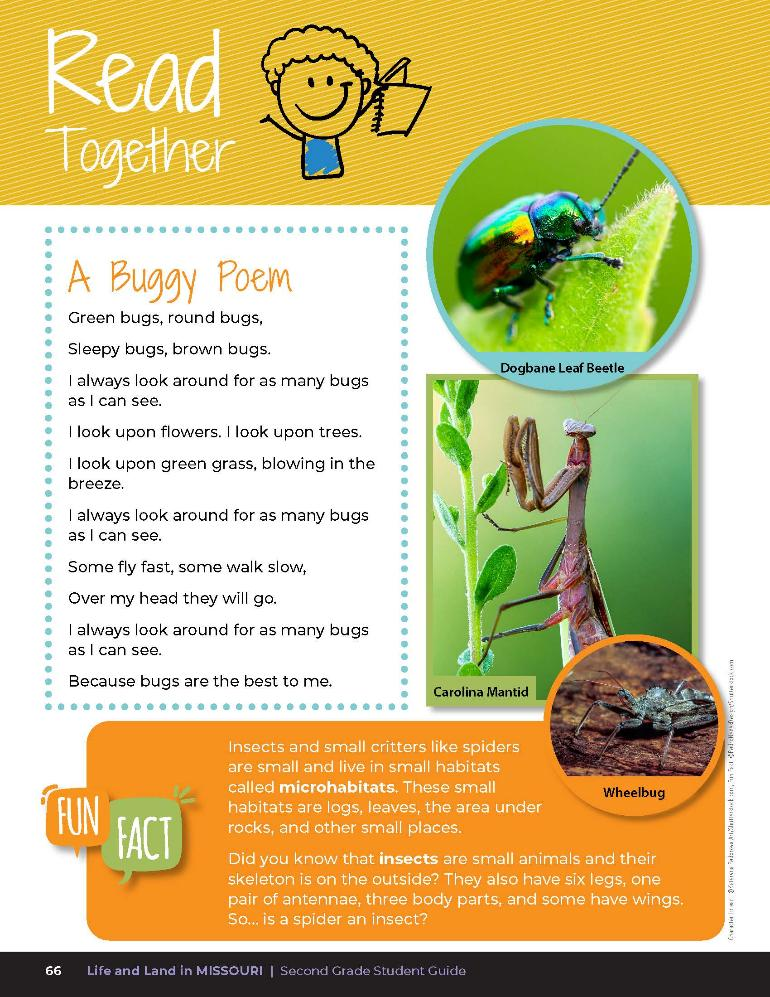 Read
Together
A Buggy Poem
Green bugs, round bugs,
Sleepy bugs, brown bugs.
I always look around for as many bugs
as I can see.
I look upon flowers. I look upon trees.
I look upon green grass, blowing in the
breeze.
I always look around for as many bugs
as I can see.
Some fly fast, some walk slow,
Over my head they will go.
I always look around for as many bugs
as I can see.
Because bugs are the best to me.
Dogbane Leaf Beetle
Carolina Mantid
Wheelbug
FUN
FACT
Insects and small critters like spiders
are small and live in small habitats
called microhabitats. These small
habitats are logs, leaves, the area under
rocks, and other small places.
Did you know that insects are small animals and their
skeleton is on the outside? They also have six legs, one
pair of antennae, three body parts, and some have wings.
So... is a spider an insect?
66 Life and Land in MISSOURI | Second Grade Student Guide